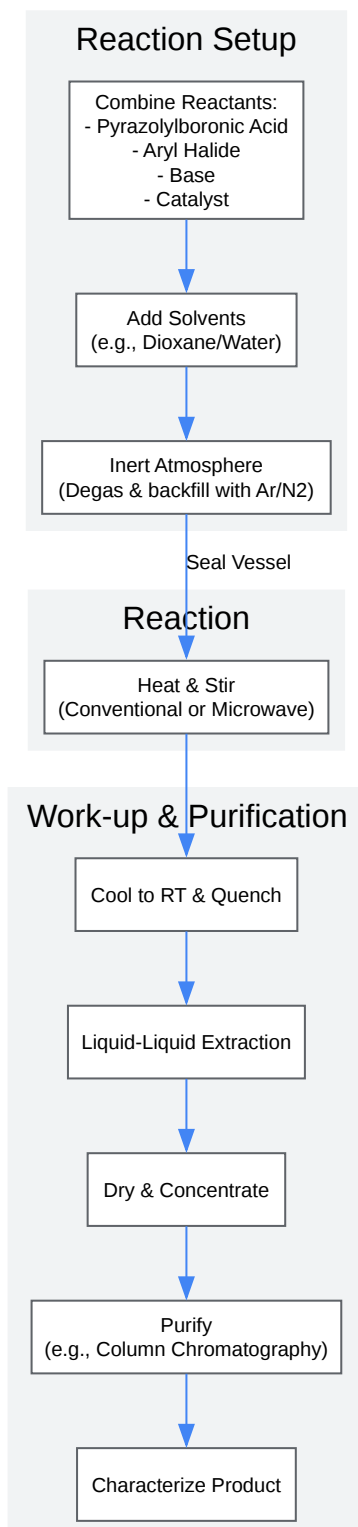 Reaction Setup
Combine Reactants:
- Pyrazolylboronic Acid
- Aryl Halide
- Base
- Catalyst
Add Solvents
(e.g., Dioxane/Water)
Inert Atmosphere
(Degas & backfill with Ar/N2)
Seal Vessel
Reaction
Heat & Stir
(Conventional or Microwave)
Work-up & Purification
Cool to RT & Quench
Liquid-Liquid Extraction
Dry & Concentrate
Purify
(e.g., Column Chromatography)
Characterize Product